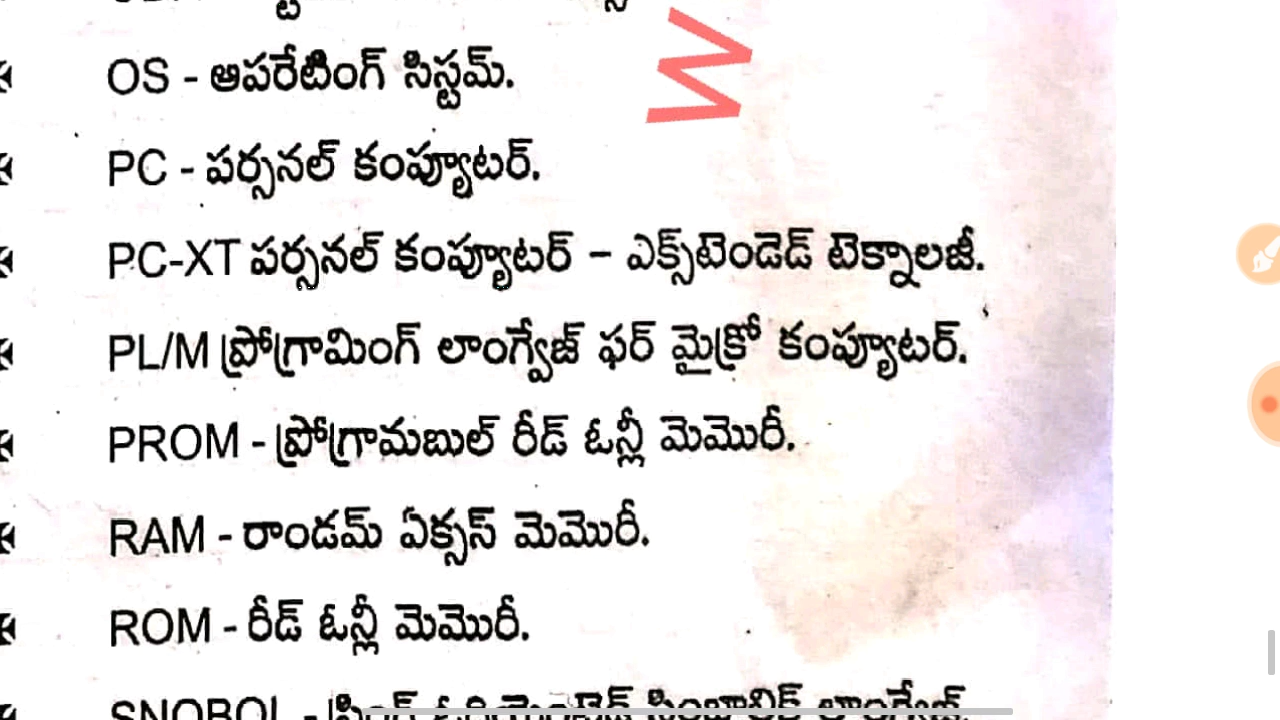 OS - ఆపరేటింగ్ సిస్టమ్.
PC - పర్సనల్ కంప్యూటర్.
PC-XT పర్సనల్ కంప్యూటర్ – ఎక్స్‌టెండెడ్ టెక్నాలజీ.
PL/M ప్రోగ్రామింగ్ లాంగ్వేజ్ ఫర్ మైక్రో కంప్యూటర్.
PROM - ప్రోగ్రామబుల్ రీడ్ ఓన్లీ మెమొరీ.
RAM - రాండమ్ ఏక్సస్ మెమొరీ.
ROM - రీడ్ ఓన్లీ మెమొరీ.
SNOBOL -